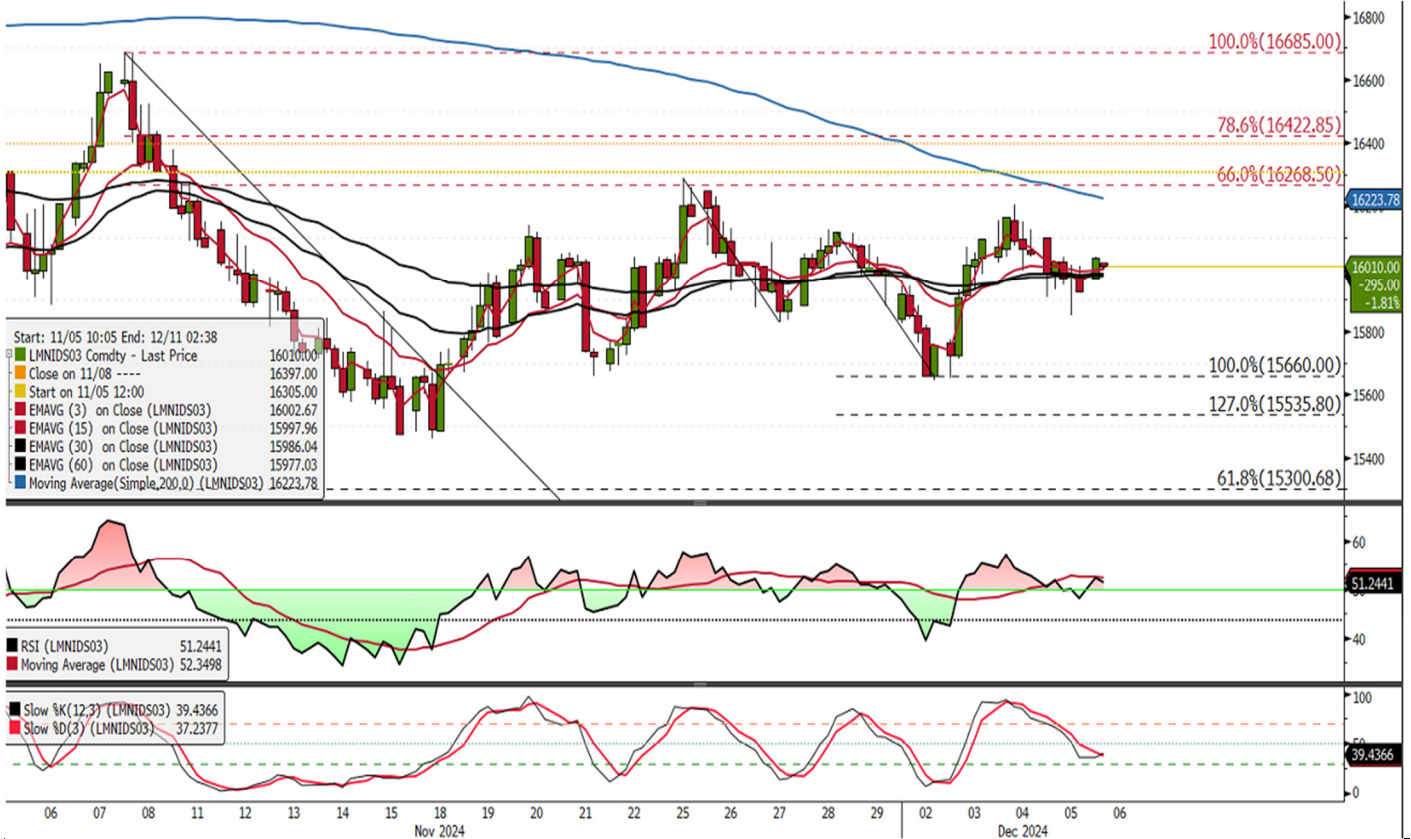 16800
100.0%(16685.00)
16600
78.6%(16422.85)
16400
66.0%(16268.50)
16223.78
16010.00
-295.00
-1.81%
15800
100.0%(15660.00)
15600
127.0%(15535.80)
15400
61.8%(15300.68)
Start: 11/05 10:05 End: 12/11 02:38
LMNIDS03 Comdty - Last Price 16010.00
Close on 11/08 ---- 16397.00
Start on 11/05 12:00 16305.00
EMAVG (3) on Close (LMNIDS03) 16002.67
EMAVG (15) on Close (LMNIDS03) 15997.96
EMAVG (30) on Close (LMNIDS03) 15986.04
EMAVG (60) on Close (LMNIDS03) 15977.03
Moving Average(Simple,200,0) (LMNIDS03) 16223.78
60
51.2441
40
RSI (LMNIDS03) 51.2441
Moving Average (LMNIDS03) 52.3498
100
Slow %K(12,3) (LMNIDS03) 39.4366
Slow %D(3) (LMNIDS03) 37.2377
39.4366
0
06 07 08 11 12 13 14 15 18 19 20 21 22 25 26 27 28 29 02 03 04 05 06
Nov 2024 Dec 2024